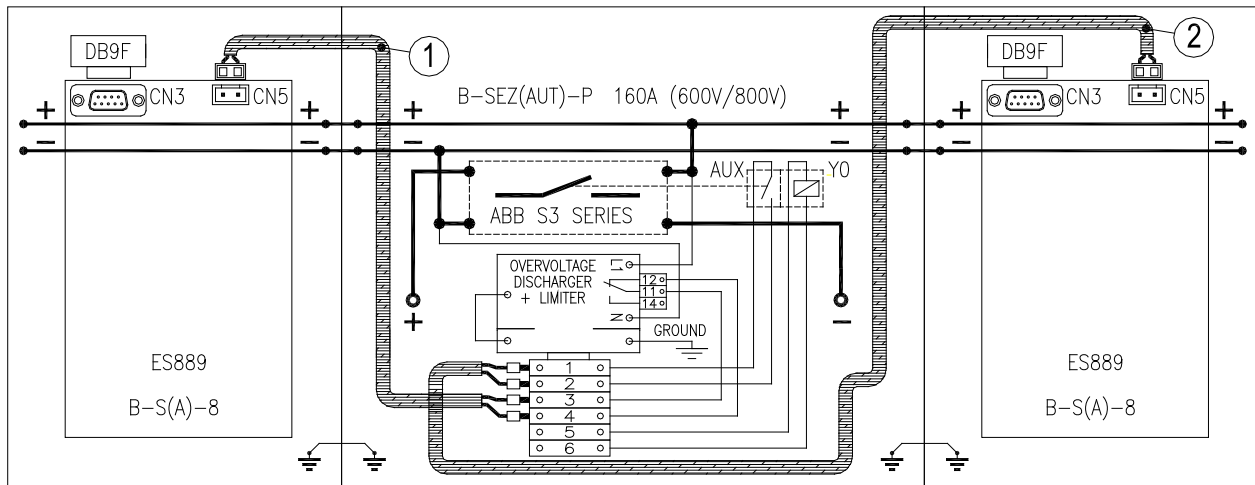 DB9F
1
2
DB9F
CN3
CN5
B-SEZ(AUT)-P 160A (600V/800V)
CN3
CN5
+ + + + + +
- - - - - -
AUX
Y0
ABB S3 SERIES
OVERVOLTAGE
DISCHARGER
+ LIMITER
L1
12
11
14
N
+
-
GROUND
ES889
B-S(A)-8
1
2
3
4
5
6
ES889
B-S(A)-8